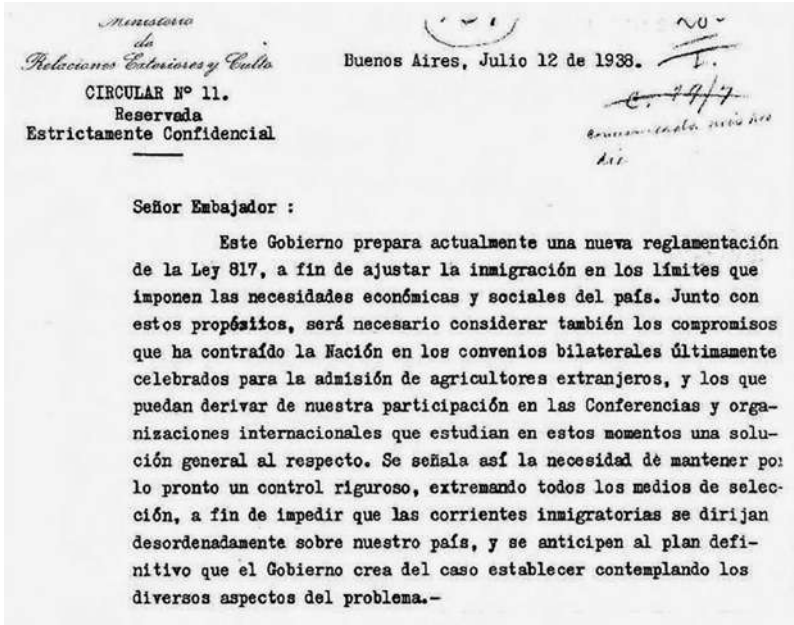 Ministerio
de
Relaciones Exteriores y Culto
Buenos Aires, Julio 12 de 1938.
CIRCULAR Nº 11.
Reservada
Estrictamente Confidencial
Señor Embajador :
Este Gobierno prepara actualmente una nueva reglamentación
de la Ley 817, a fin de ajustar la inmigración en los límites que
imponen las necesidades económicas y sociales del país. Junto con
estos propósitos, será necesario considerar también los compromisos
que ha contraído la Nación en los convenios bilaterales últimamente
celebrados para la admisión de agricultores extranjeros, y los que
puedan derivar de nuestra participación en las Conferencias y orga-
nizaciones internacionales que estudian en estos momentos una solu-
ción general al respecto. Se señala así la necesidad de mantener por
lo pronto un control riguroso, extremando todos los medios de selec-
ción, a fin de impedir que las corrientes inmigratorias se dirijan
desordenadamente sobre nuestro país, y se anticipen al plan defi-
nitivo que el Gobierno crea del caso establecer contemplando los
diversos aspectos del problema.-